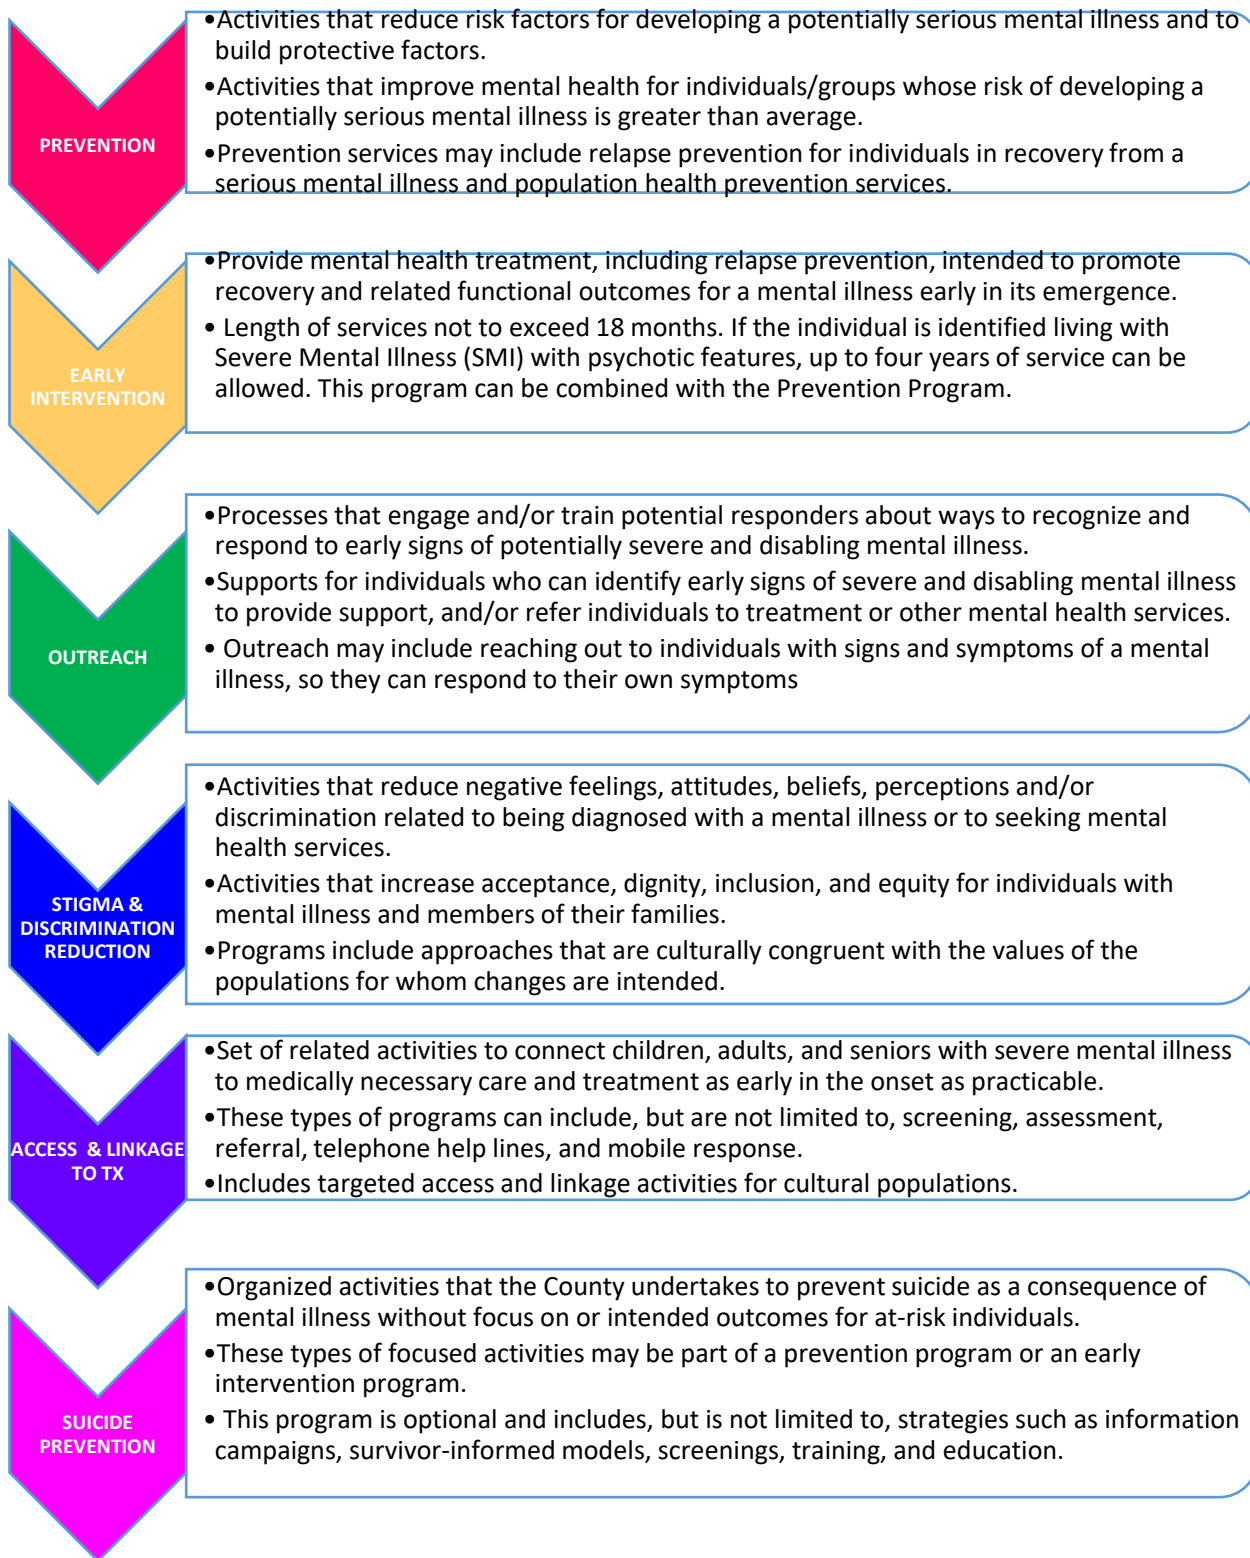 PREVENTION
•Activities that reduce risk factors for developing a potentially serious mental illness and to
build protective factors.
•Activities that improve mental health for individuals/groups whose risk of developing a
potentially serious mental illness is greater than average.
•Prevention services may include relapse prevention for individuals in recovery from a
serious mental illness and population health prevention services.
EARLY
INTERVENTION
•Provide mental health treatment, including relapse prevention, intended to promote
recovery and related functional outcomes for a mental illness early in its emergence.
• Length of services not to exceed 18 months. If the individual is identified living with
Severe Mental Illness (SMI) with psychotic features, up to four years of service can be
allowed. This program can be combined with the Prevention Program.
OUTREACH
•Processes that engage and/or train potential responders about ways to recognize and
respond to early signs of potentially severe and disabling mental illness.
•Supports for individuals who can identify early signs of severe and disabling mental illness
to provide support, and/or refer individuals to treatment or other mental health services.
• Outreach may include reaching out to individuals with signs and symptoms of a mental
illness, so they can respond to their own symptoms
STIGMA &
DISCRIMINATION
REDUCTION
•Activities that reduce negative feelings, attitudes, beliefs, perceptions and/or
discrimination related to being diagnosed with a mental illness or to seeking mental
health services.
•Activities that increase acceptance, dignity, inclusion, and equity for individuals with
mental illness and members of their families.
•Programs include approaches that are culturally congruent with the values of the
populations for whom changes are intended.
ACCESS & LINKAGE
TO TX
•Set of related activities to connect children, adults, and seniors with severe mental illness
to medically necessary care and treatment as early in the onset as practicable.
•These types of programs can include, but are not limited to, screening, assessment,
referral, telephone help lines, and mobile response.
•Includes targeted access and linkage activities for cultural populations.
SUICIDE
PREVENTION
•Organized activities that the County undertakes to prevent suicide as a consequence of
mental illness without focus on or intended outcomes for at-risk individuals.
•These types of focused activities may be part of a prevention program or an early
intervention program.
• This program is optional and includes, but is not limited to, strategies such as information
campaigns, survivor-informed models, screenings, training, and education.